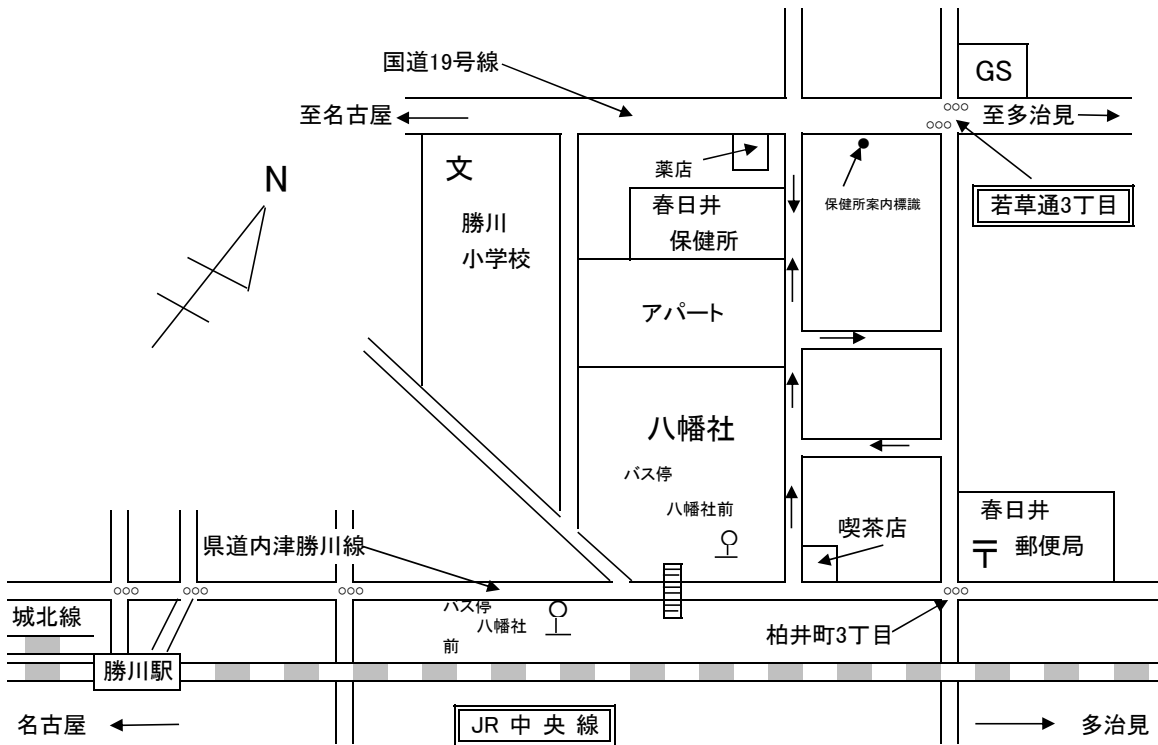 国道19号線
GS
至名古屋
至多治見
文
薬店
N
春日井
保健所
保健所案内標識
若草通3丁目
勝川
小学校
アパート
八幡社
バス停
八幡社前
喫茶店
春日井
〒 郵便局
県道内津勝川線
城北線
バス停
八幡社
前
柏井町3丁目
勝川駅
名古屋
JR 中 央 線
多治見